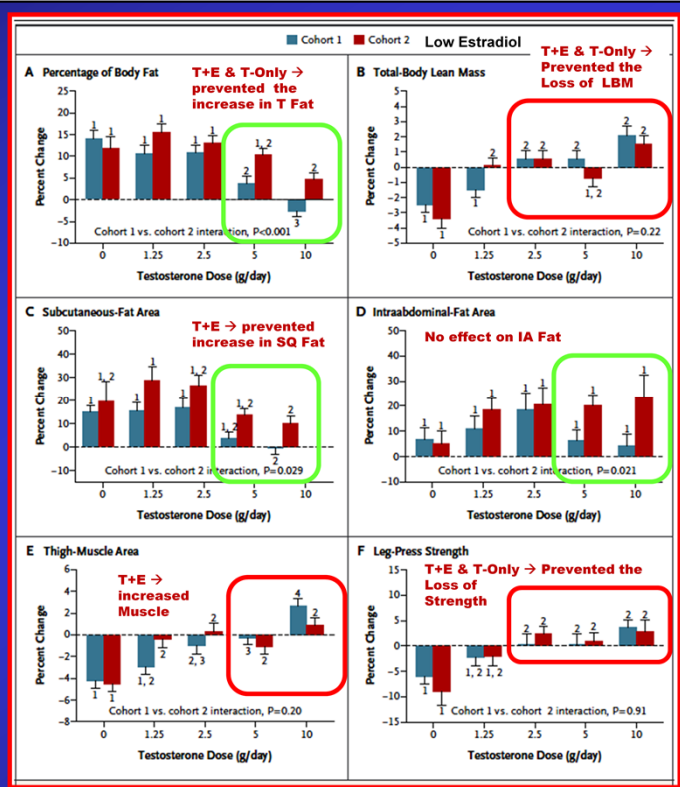 Cohort 1 Cohort 2 Low Estradiol
A Percentage of Body Fat
T+E & T-Only →
prevented the
increase in T Fat
Percent Change
25
20
15
10
5
0
−5
−10
1 1 1 1 1 1 2 1, 2 3 2
Cohort 1 vs. cohort 2 interaction, P<0.001
0 1.25 2.5 5 10
Testosterone Dose (g/day)
B Total-Body Lean Mass
T+E & T-Only →
Prevented the
Loss of LBM
Percent Change
5
4
3
2
1
0
−1
−2
−3
−4
−5
1 1 1 2 2 2 2 1, 2 2 2
Cohort 1 vs. cohort 2 interaction, P=0.22
0 1.25 2.5 5 10
Testosterone Dose (g/day)
C Subcutaneous-Fat Area
T+E → prevented
increase in SQ Fat
Percent Change
50
40
30
20
10
0
−10
1 1, 2 1 1 1 1, 2 1, 2 1, 2 2 2
Cohort 1 vs. cohort 2 interaction, P=0.029
0 1.25 2.5 5 10
Testosterone Dose (g/day)
D Intraabdominal-Fat Area
No effect on IA Fat
Percent Change
50
40
30
20
10
0
−10
1 1 1 1 1 1 1 1 1 1
Cohort 1 vs. cohort 2 interaction, P=0.021
0 1.25 2.5 5 10
Testosterone Dose (g/day)
E Thigh-Muscle Area
T+E →
increased
Muscle
Percent Change
6
4
2
0
−2
−4
−6
−8
1 1 1, 2 2 2, 3 2 3 2 4 2
Cohort 1 vs. cohort 2 interaction, P=0.20
0 1.25 2.5 5 10
Testosterone Dose (g/day)
F Leg-Press Strength
T+E & T-Only → Prevented the
Loss of
Strength
Percent Change
15
10
5
0
−5
−10
−15
1 1 1, 2 1, 2 2 2 2 2 2 2
Cohort 1 vs. cohort 2 interaction, P=0.91
0 1.25 2.5 5 10
Testosterone Dose (g/day)